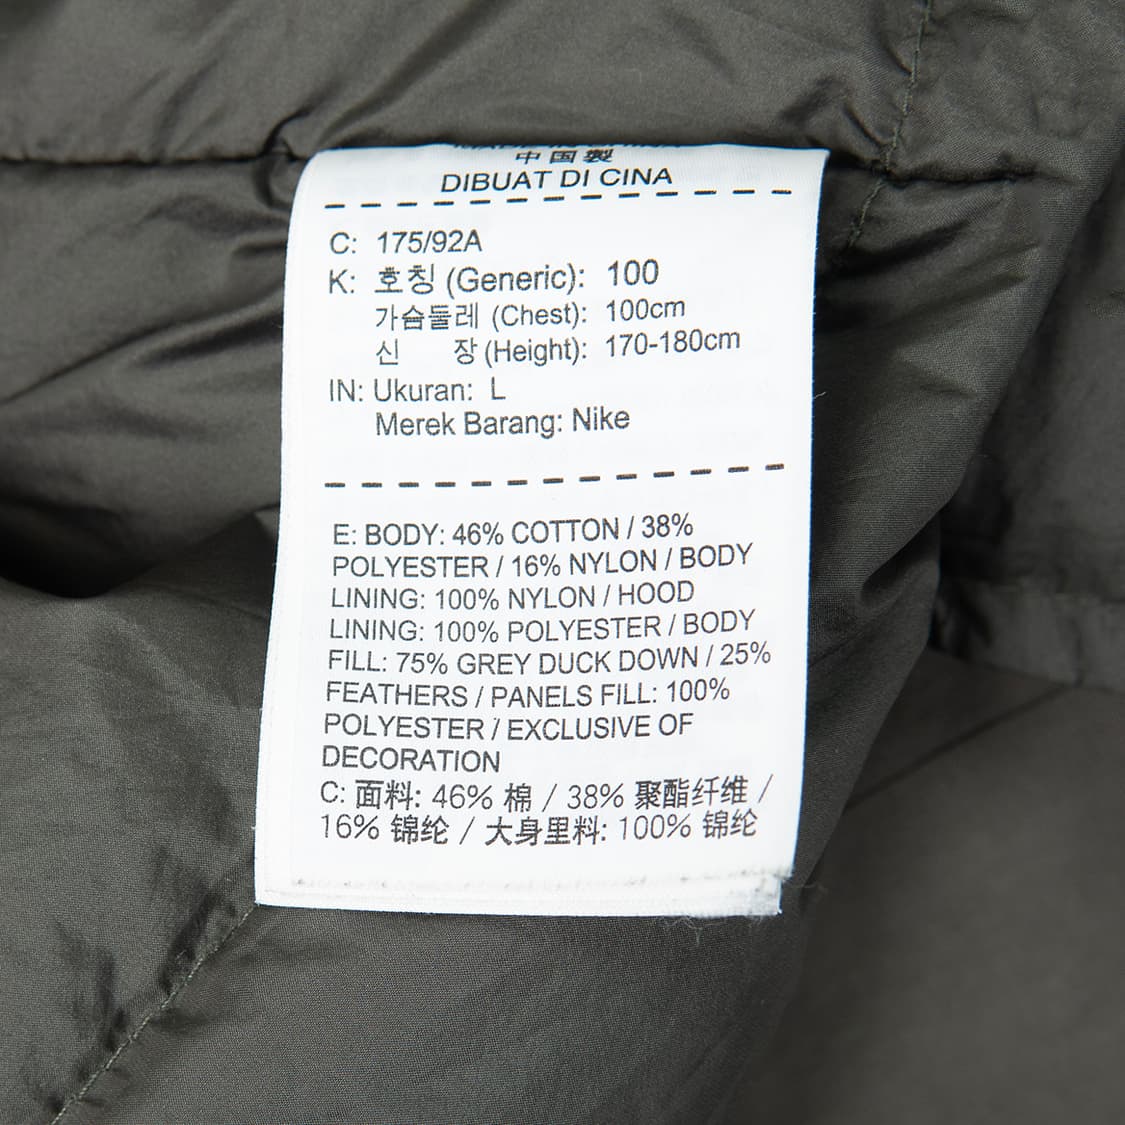 中国製
DIBUAT DI CINA
C: 175/92A
K: 호칭 (Generic): 100
가슴둘레 (Chest): 100cm
신 장 (Height): 170-180cm
IN: Ukuran: L
Merek Barang: Nike
E: BODY: 46% COTTON / 38%
POLYESTER / 16% NYLON / BODY
LINING: 100% NYLON / HOOD
LINING: 100% POLYESTER / BODY
FILL: 75% GREY DUCK DOWN / 25%
FEATHERS / PANELS FILL: 100%
POLYESTER / EXCLUSIVE OF
DECORATION
C: 面料: 46% 棉 / 38% 聚酯纤维 /
16% 锦纶 / 大身里料: 100% 锦纶